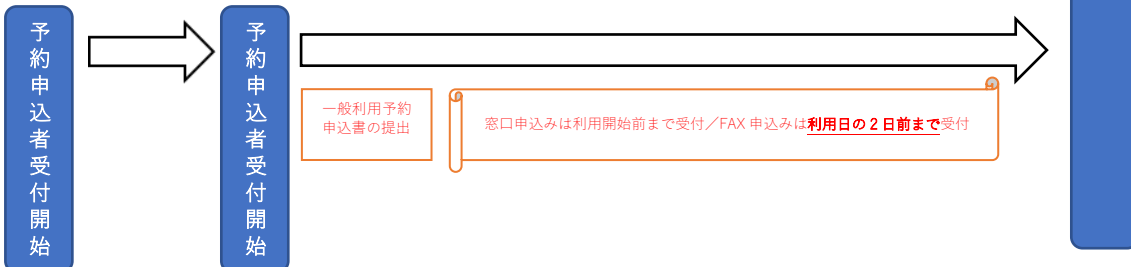 予約申込者受付開始
予約申込者受付開始
一般利用予約
申込書の提出
窓口申込みは利用開始前まで受付／FAX 申込みは利用日の２日前まで受付